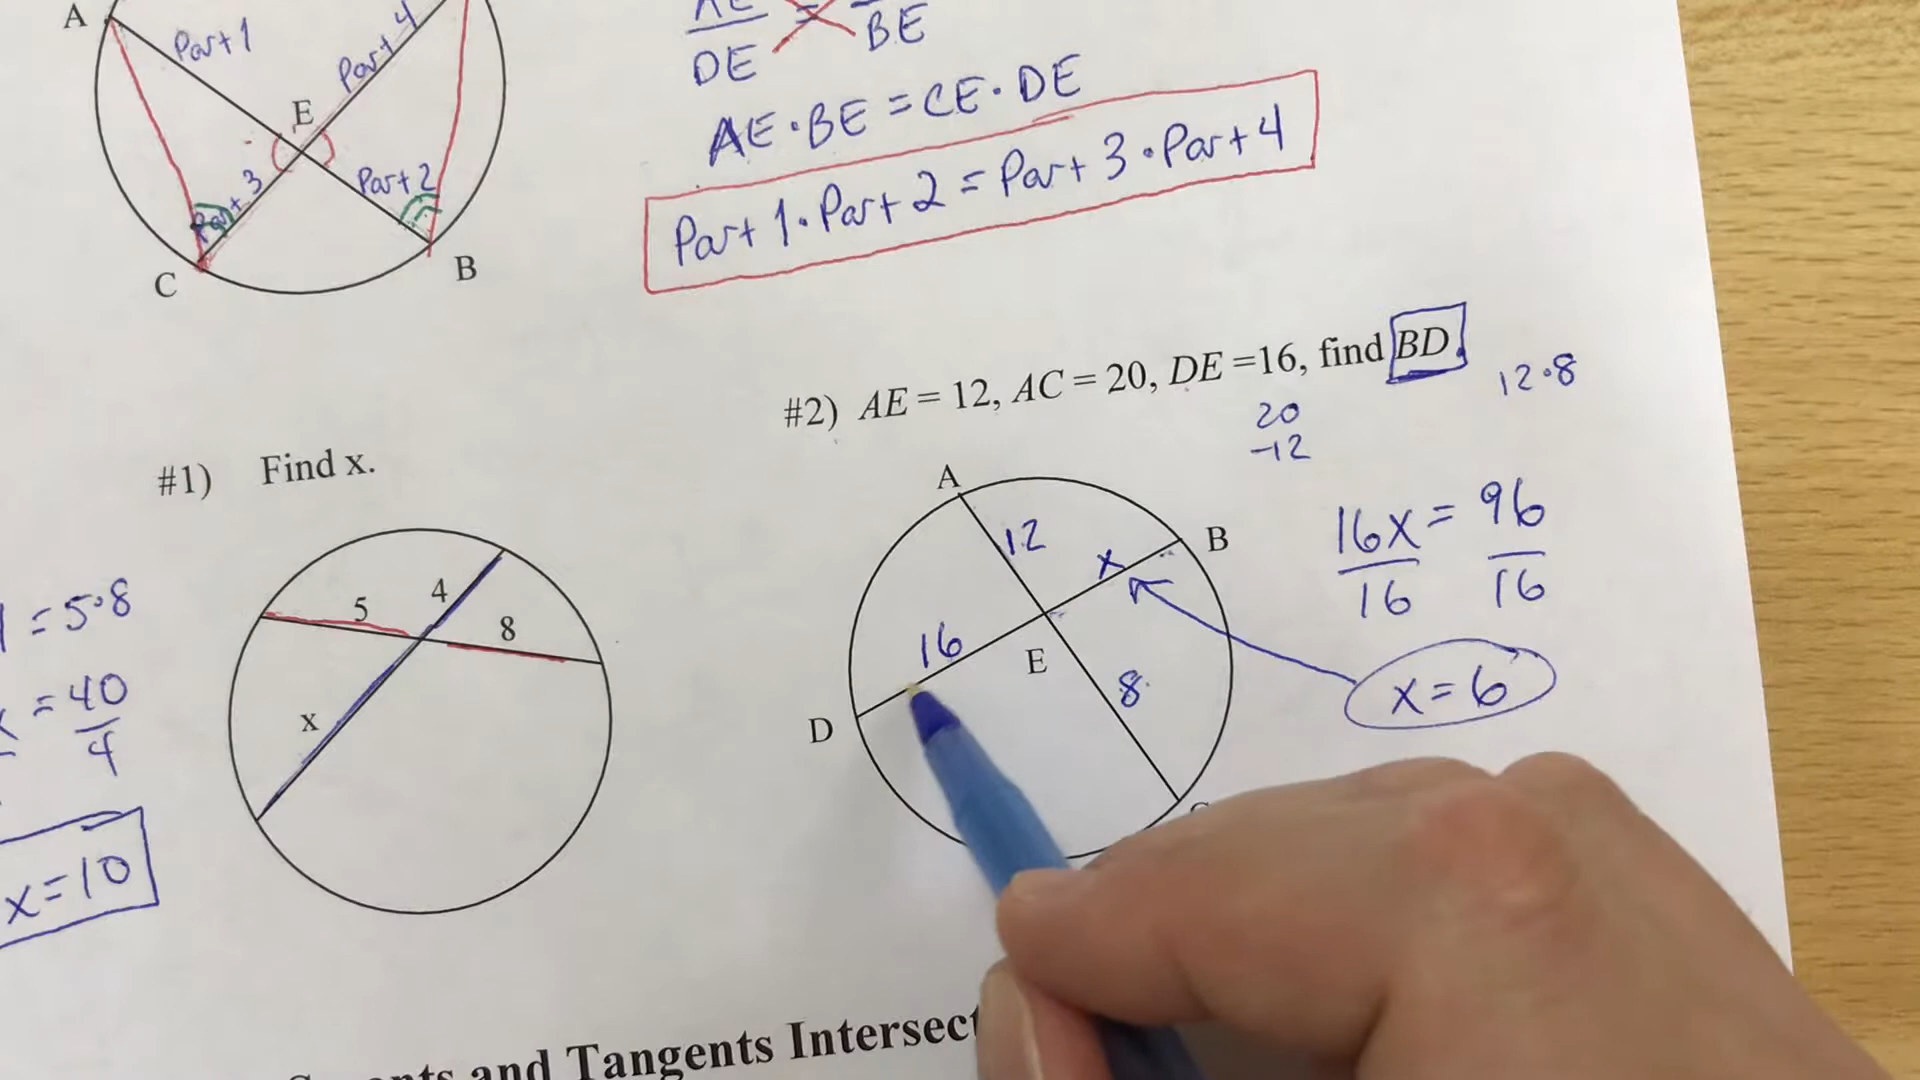 A
Part 1
Part 4
E
Part 3
Part 2
C
B
DE
BE
AE·BE = CE·DE
Part 1·Part 2 = Part 3·Part 4
#1) Find x.
= 5·8
= 40
4
x=10
5
4
8
x
#2) AE = 12, AC = 20, DE =16, find BD.
20
-12
12·8
A
12
x
B
16
E
8
D
16x = 96
16 16
x=6
and Tangents Intersect